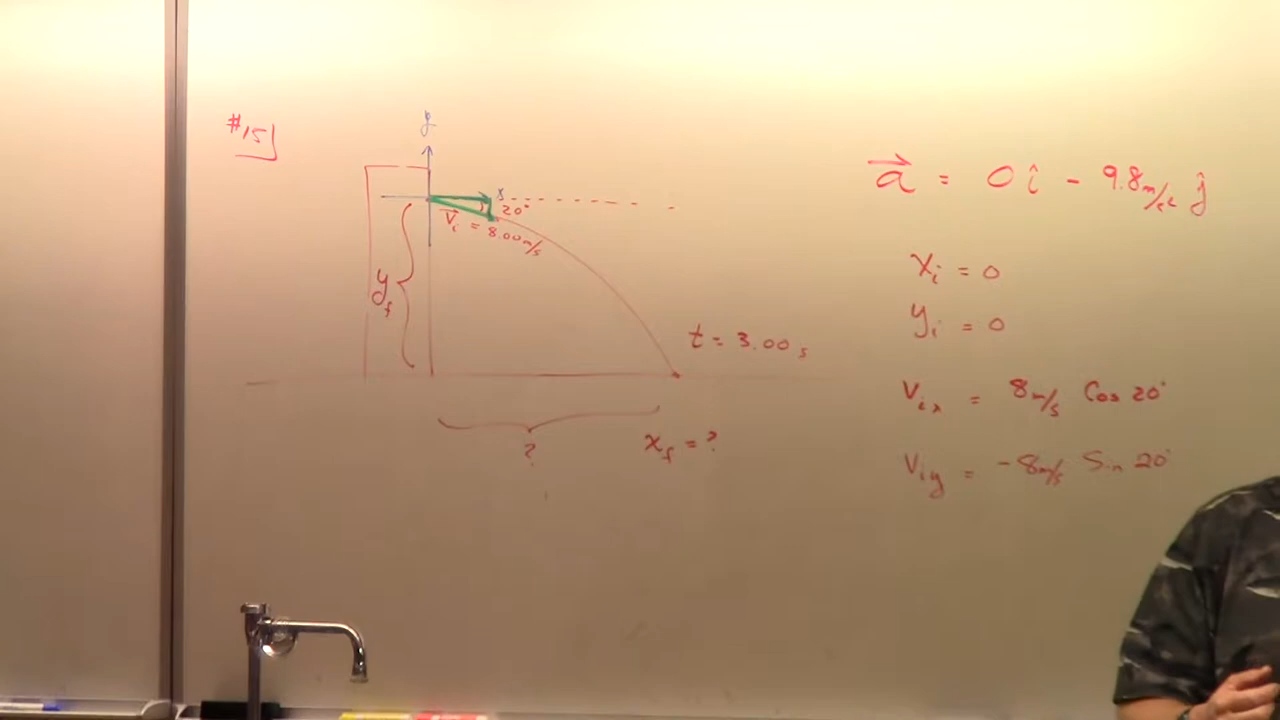 #15
y
x
20°
V⃗i = 8.00 m/s
yf
t = 3.00 s
?
xf = ?
a⃗ = 0 î - 9.8 m/s² ĵ
xi = 0
yi = 0
Vix = 8 m/s Cos 20°
Viy = -8 m/s Sin 20°